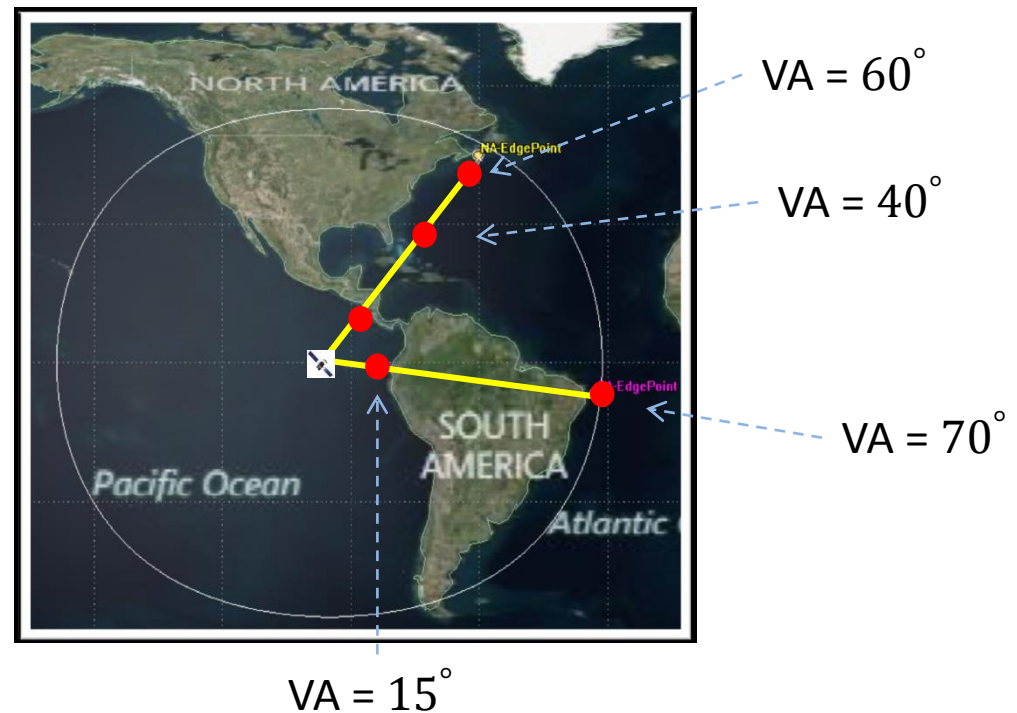 VA = 60°
NORTH AMERICA
NA-EdgePoint
VA = 40°
-EdgePoint
SOUTH
AMERICA
VA = 70°
Pacific Ocean
Atlantic
VA = 15°